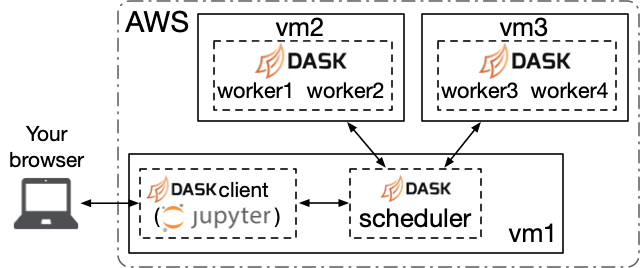 AWS
vm2
DASK
worker1 worker2
vm3
DASK
worker3 worker4
Your
browser
DASK client
( jupyter )
DASK
scheduler
vm1